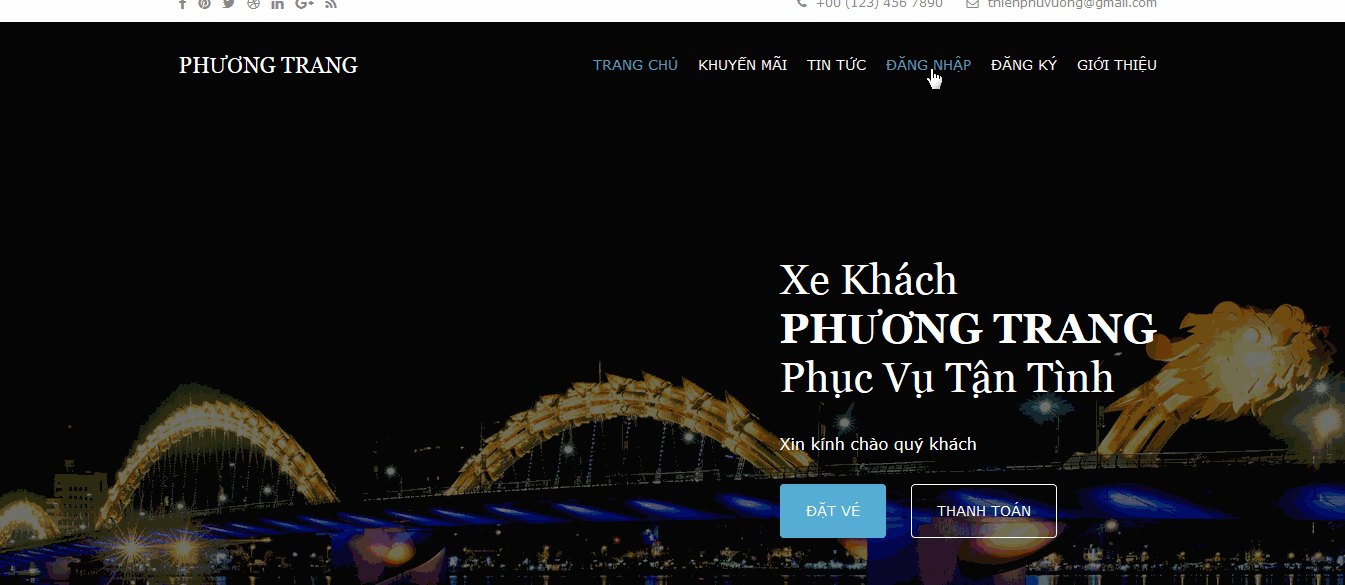 +00 (123) 456 7890 thienphuvuong@gmail.com
PHƯƠNG TRANG
TRANG CHỦ KHUYẾN MÃI TIN TỨC ĐĂNG NHẬP ĐĂNG KÝ GIỚI THIỆU
Xe Khách
PHƯƠNG TRANG
Phục Vụ Tận Tình
Xin kính chào quý khách
ĐẶT VÉ THANH TOÁN